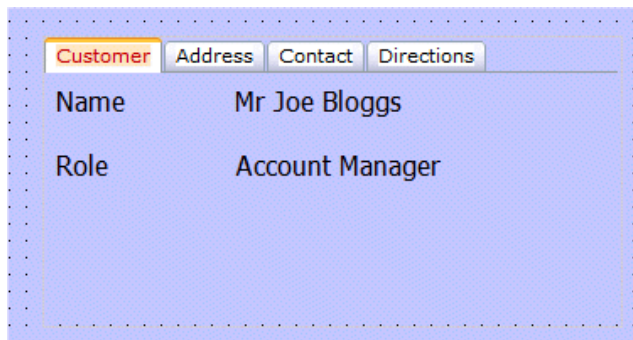 Customer Address Contact Directions
Name Mr Joe Bloggs
Role Account Manager